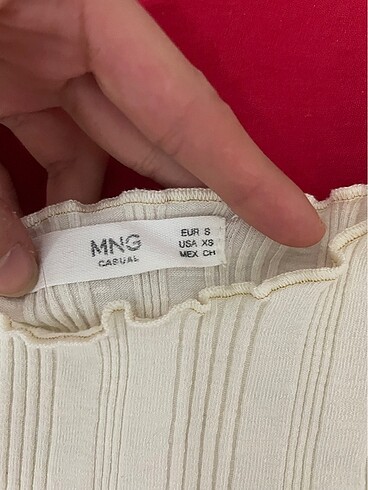 MNG
CASUAL
EUR S
USA XS
MEX CH